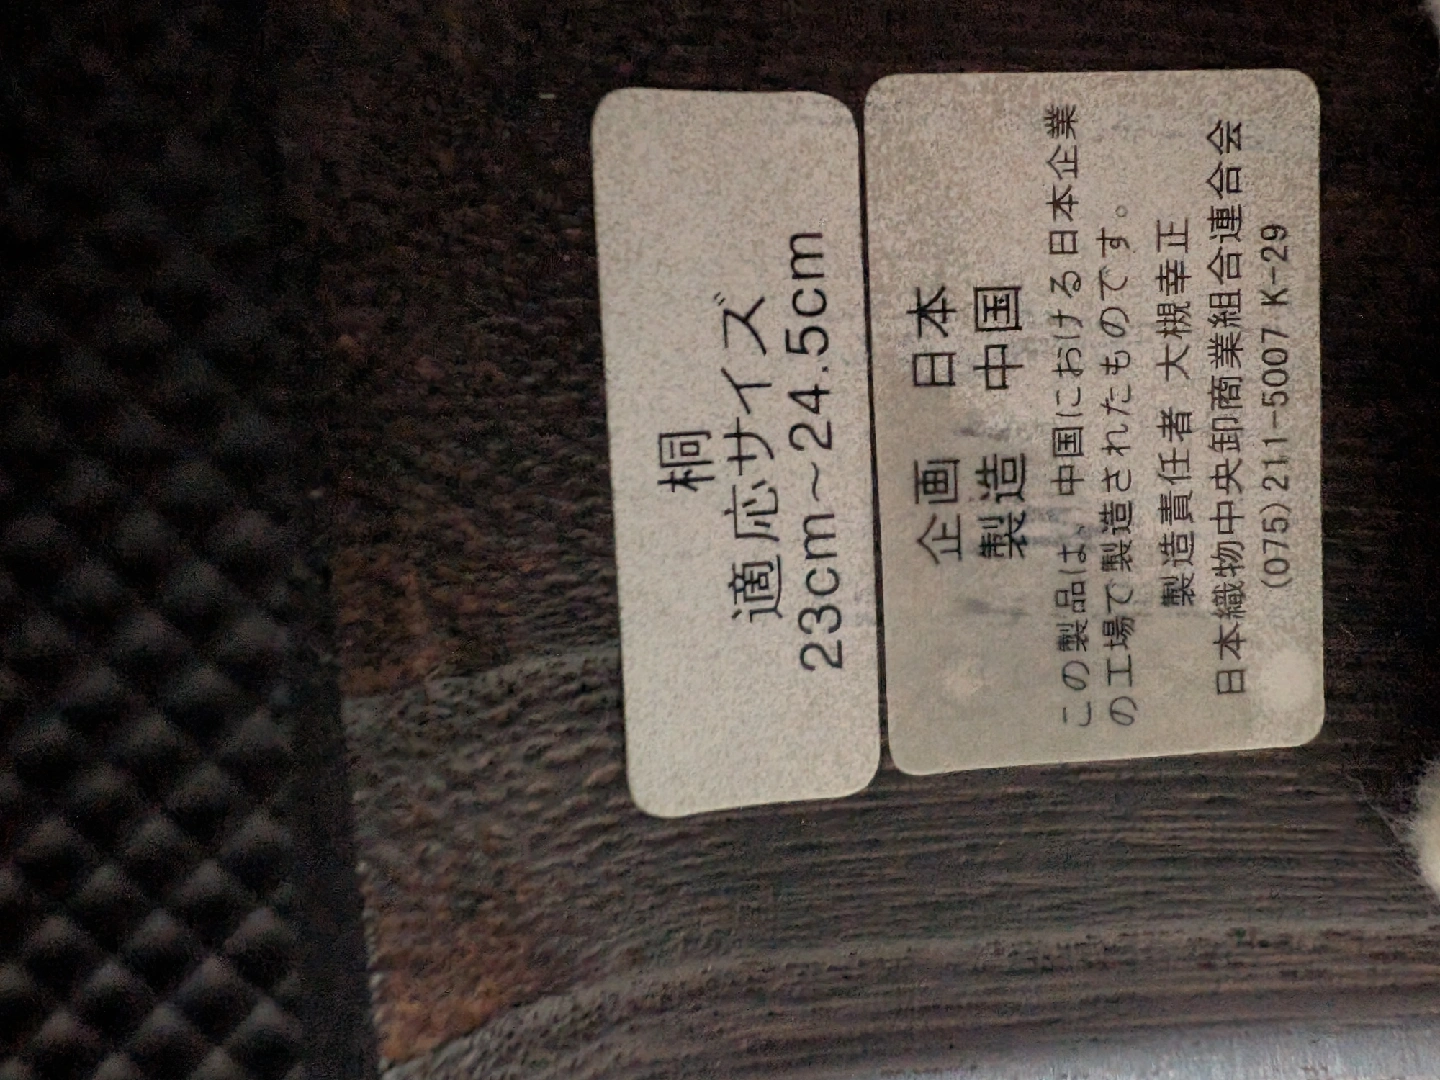 桐
適応サイズ
23cm~24.5cm
企画 日本
製造 中国
この製品は、中国における日本企業
の工場で製造されたものです。
製造責任者 大槻幸正
日本織物中央卸商業組合連合会
(075)211-5007 K-29